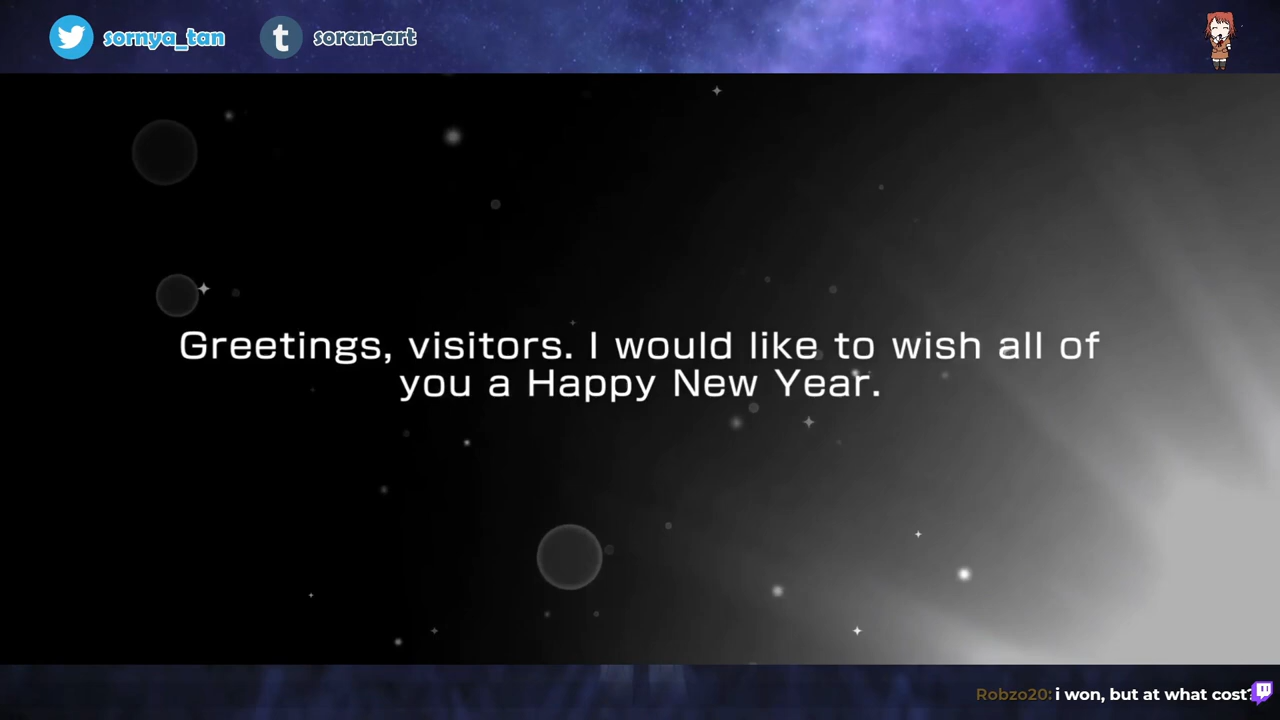 sornya_tan
soran-art
Greetings, visitors. I would like to wish all of
you a Happy New Year.
Robzo20: i won, but at what cost?